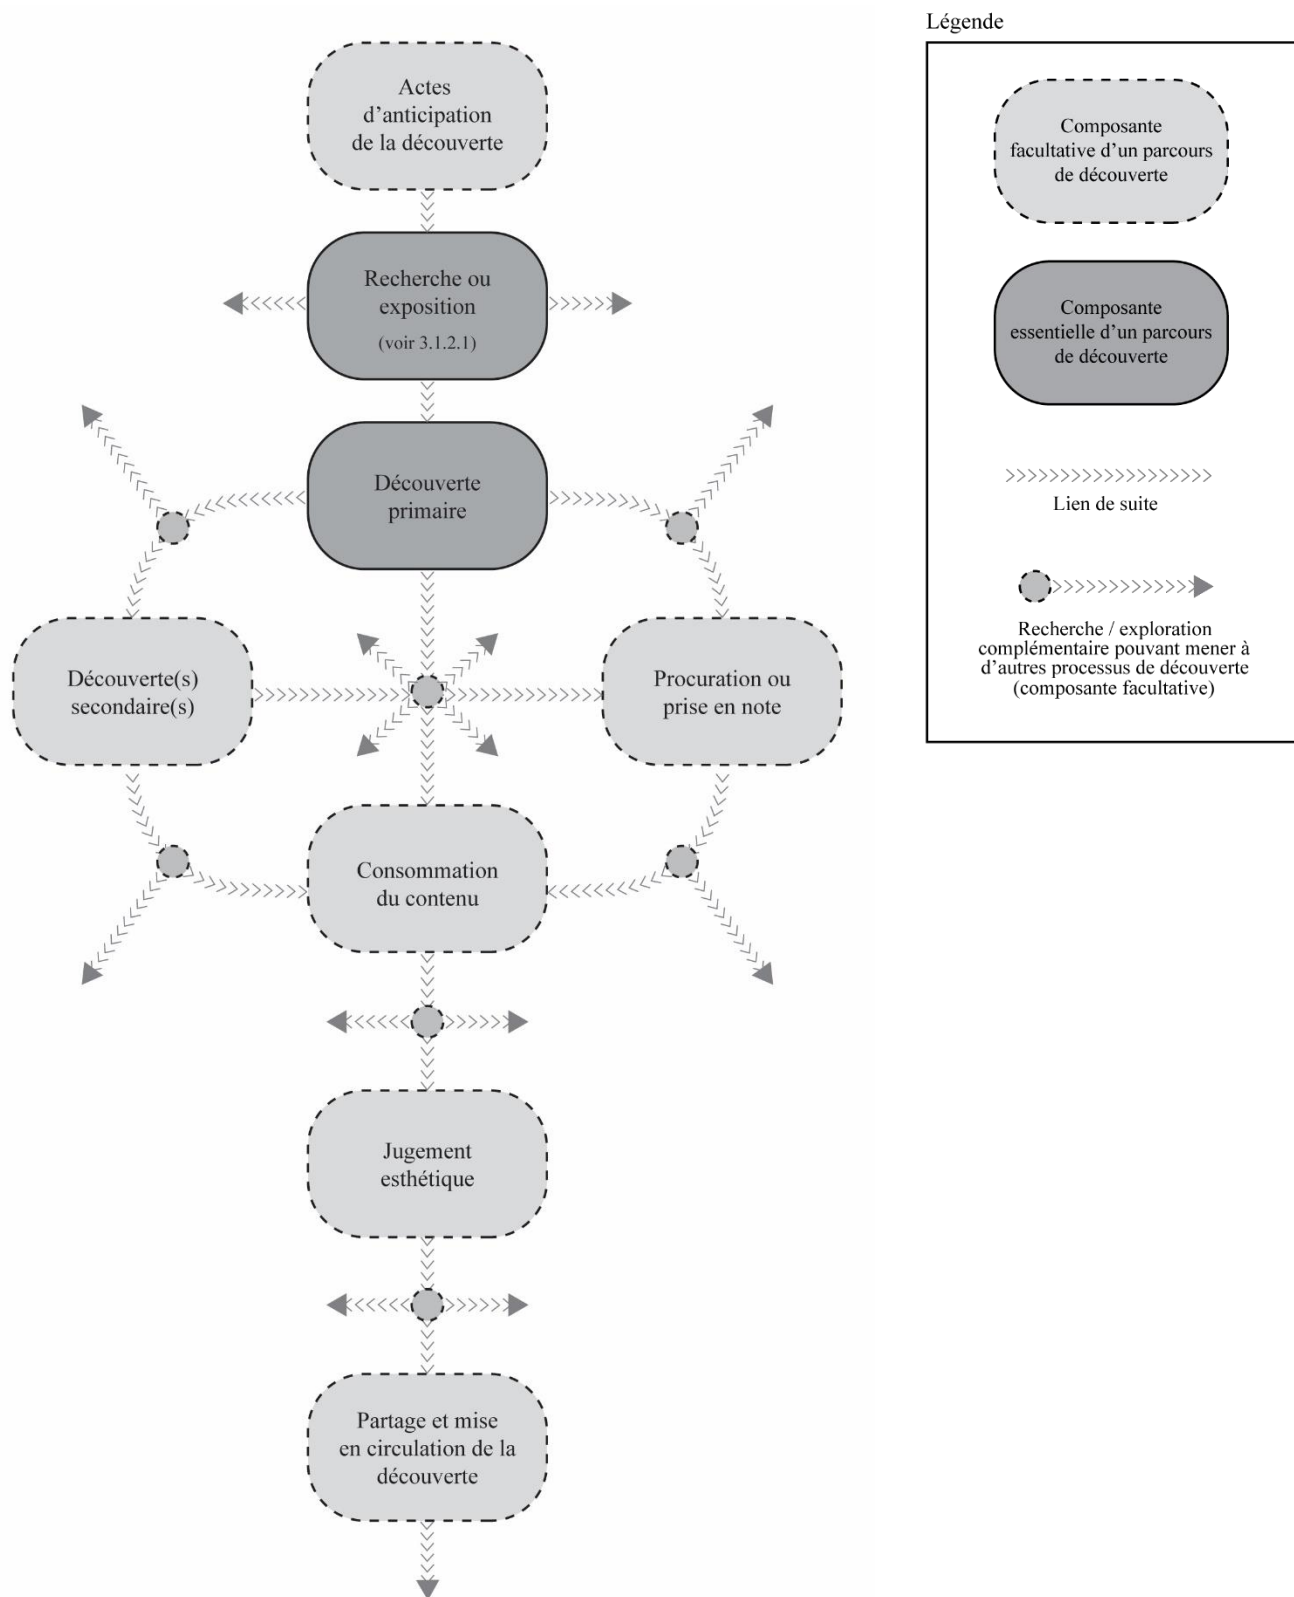 Actes
d’anticipation
de la découverte
Recherche ou
exposition
(voir 3.1.2.1)
Découverte
primaire
Découverte(s)
secondaire(s)
Procuration ou
prise en note
Consommation
du contenu
Jugement
esthétique
Partage et mise
en circulation de la
découverte
Légende
Composante
facultative d’un parcours
de découverte
Composante
essentielle d’un parcours
de découverte
Lien de suite
Recherche / exploration
complémentaire pouvant mener à
d’autres processus de découverte
(composante facultative)